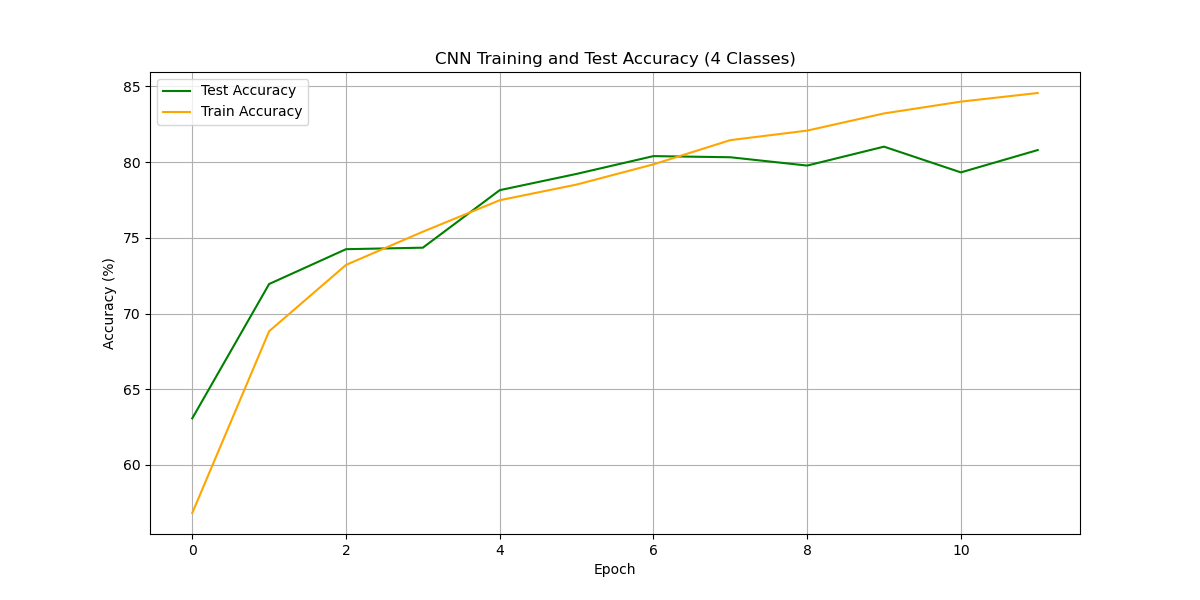 CNN Training and Test Accuracy (4 Classes)
Test Accuracy
Train Accuracy
Accuracy (%)
85
80
75
70
65
60
0 2 4 6 8 10
Epoch